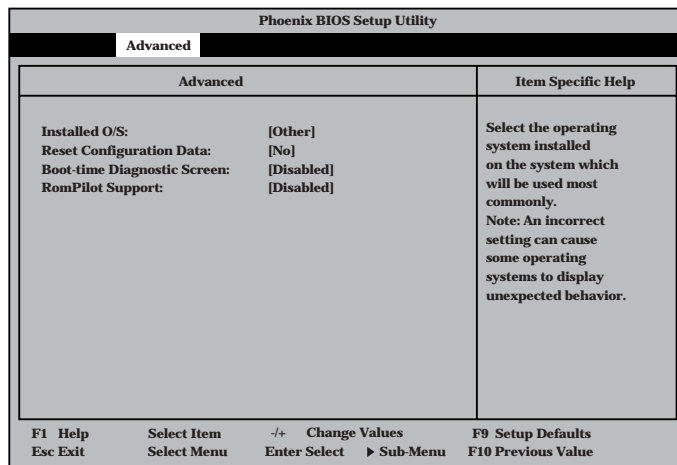 Phoenix BIOS Setup Utility
Advanced
Advanced
Item Specific Help
Installed O/S: [Other]
Reset Configuration Data: [No]
Boot-time Diagnostic Screen: [Disabled]
RomPilot Support: [Disabled]
Select the operating
system installed
on the system which
will be used most
commonly.
Note: An incorrect
setting can cause
some operating
systems to display
unexpected behavior.
F1 Help Select Item -/+ Change Values F9 Setup Defaults
Esc Exit Select Menu Enter Select ▶ Sub-Menu F10 Previous Value